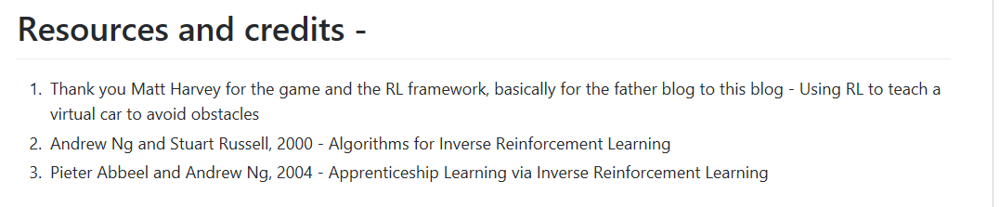 Resources and credits -
1. Thank you Matt Harvey for the game and the RL framework, basically for the father blog to this blog - Using RL to teach a
virtual car to avoid obstacles
2. Andrew Ng and Stuart Russell, 2000 - Algorithms for Inverse Reinforcement Learning
3. Pieter Abbeel and Andrew Ng, 2004 - Apprenticeship Learning via Inverse Reinforcement Learning